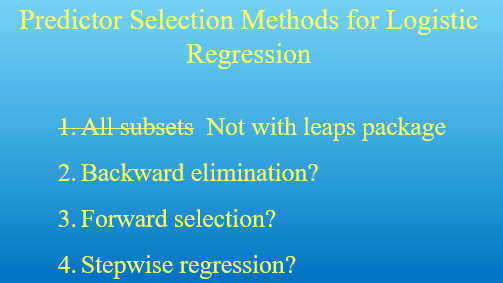 Predictor Selection Methods for Logistic
Regression
1. All subsets Not with leaps package
2. Backward elimination?
3. Forward selection?
4. Stepwise regression?